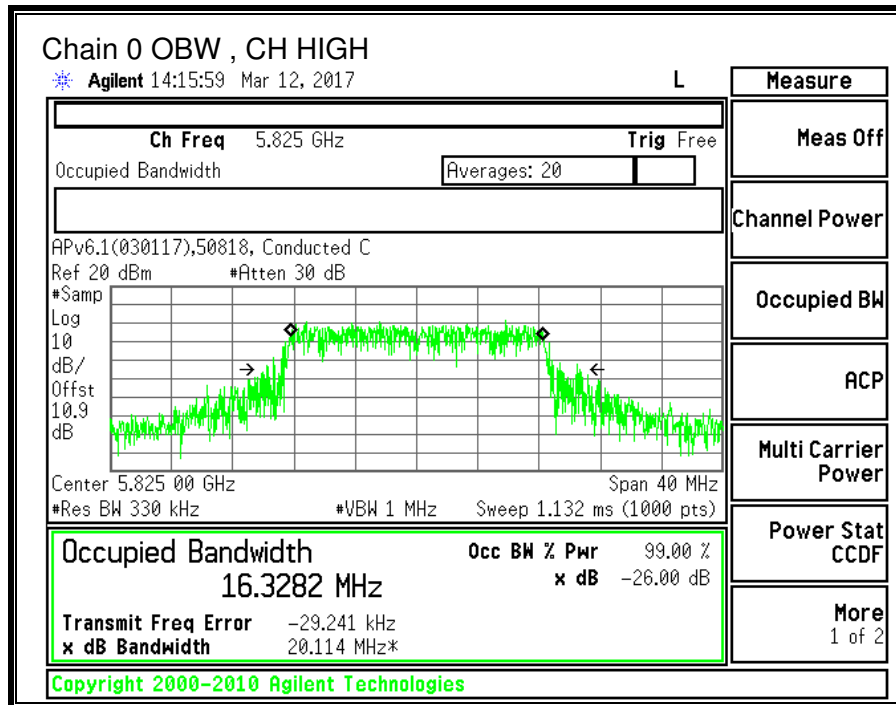 Chain 0 OBW , CH HIGH
Agilent 14:15:59 Mar 12, 2017 L
Measure
Ch Freq 5.825 GHz Trig Free
Occupied Bandwidth Averages: 20
APv6.1(030117),50818, Conducted C
Ref 20 dBm #Atten 30 dB
#Samp
Log
10
dB/
Offst
10.9
dB
Center 5.825 00 GHz Span 40 MHz
#Res BW 330 kHz #VBW 1 MHz Sweep 1.132 ms (1000 pts)
Occupied Bandwidth
16.3282 MHz
Occ BW % Pwr 99.00 %
x dB -26.00 dB
Transmit Freq Error -29.241 kHz
x dB Bandwidth 20.114 MHz*
Meas Off
Channel Power
Occupied BW
ACP
Multi Carrier
Power
Power Stat
CCDF
More
1 of 2
Copyright 2000-2010 Agilent Technologies